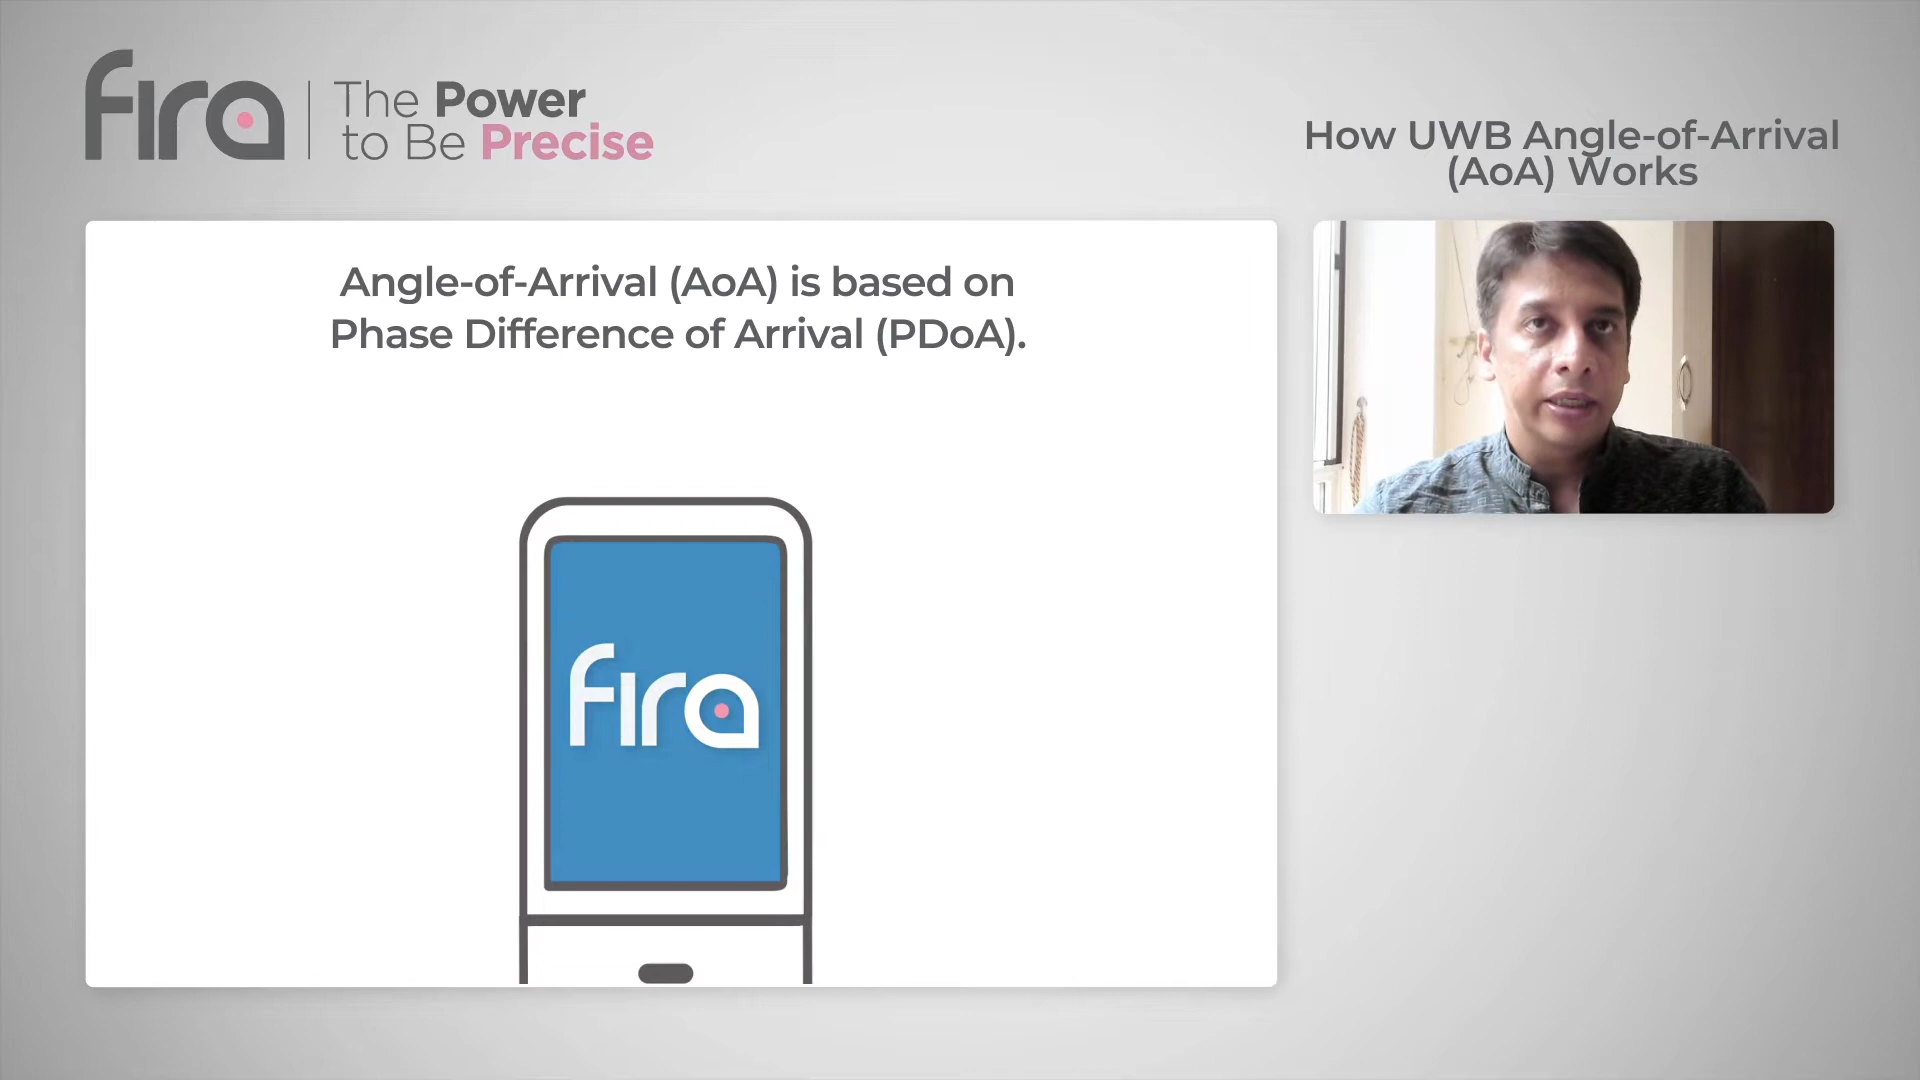 fira
The Power
to Be Precise
How UWB Angle-of-Arrival
(AoA) Works
Angle-of-Arrival (AoA) is based on
Phase Difference of Arrival (PDoA).
fira